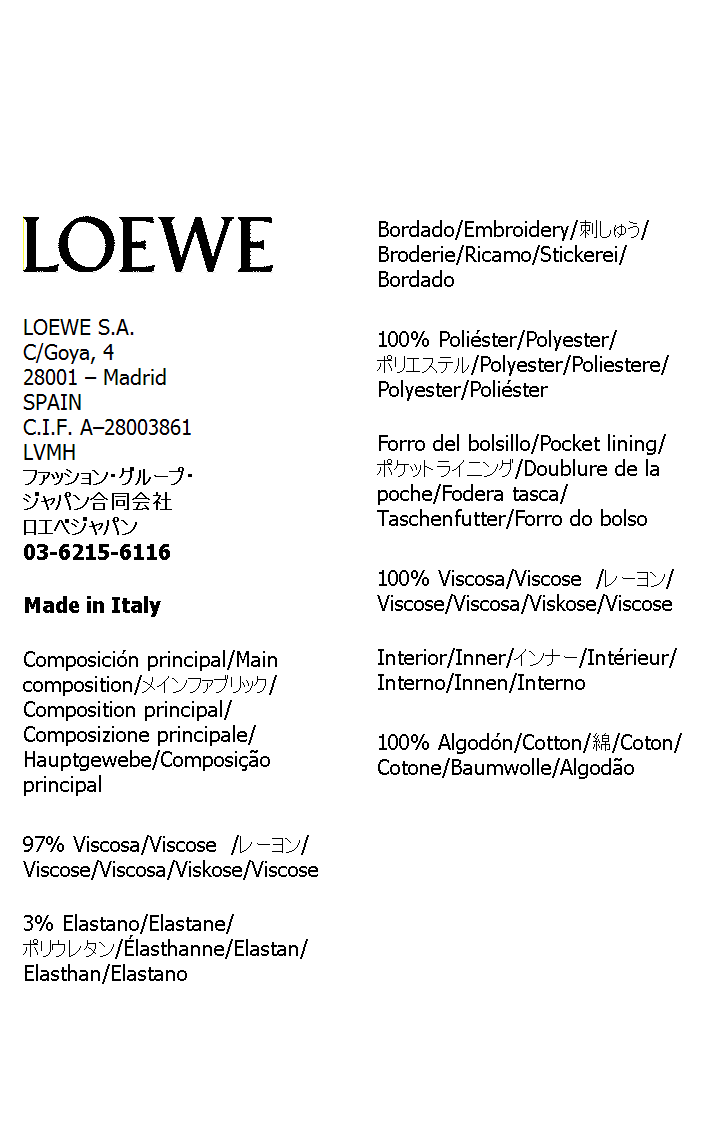 LOEWE
LOEWE S.A.
C/Goya, 4
28001 – Madrid
SPAIN
C.I.F. A–28003861
LVMH
ファッション・グループ・
ジャパン合同会社
ロエベジャパン
03-6215-6116
Made in Italy
Composición principal/Main
composition/メインファブリック/
Composition principal/
Composizione principale/
Hauptgewebe/Composição
principal
97% Viscosa/Viscose  /レーヨン/
Viscose/Viscosa/Viskose/Viscose
3% Elastano/Elastane/
ポリウレタン/Élasthanne/Elastan/
Elasthan/Elastano
Bordado/Embroidery/刺しゅう/
Broderie/Ricamo/Stickerei/
Bordado
100% Poliéster/Polyester/
ポリエステル/Polyester/Poliestere/
Polyester/Poliéster
Forro del bolsillo/Pocket lining/
ポケットライニング/Doublure de la
poche/Fodera tasca/
Taschenfutter/Forro do bolso
100% Viscosa/Viscose  /レーヨン/
Viscose/Viscosa/Viskose/Viscose
Interior/Inner/インナー/Intérieur/
Interno/Innen/Interno
100% Algodón/Cotton/綿/Coton/
Cotone/Baumwolle/Algodão